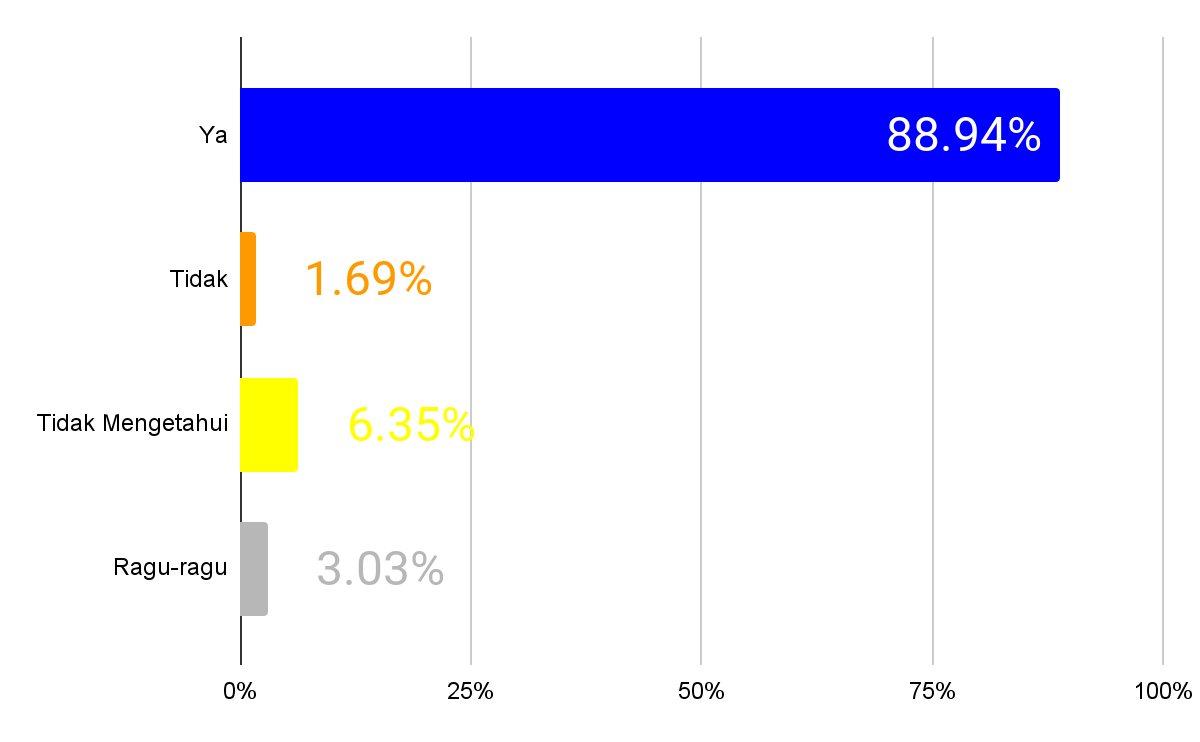 Ya
88.94%
Tidak
1.69%
Tidak Mengetahui
6.35%
Ragu-ragu
3.03%
0%
25%
50%
75%
100%